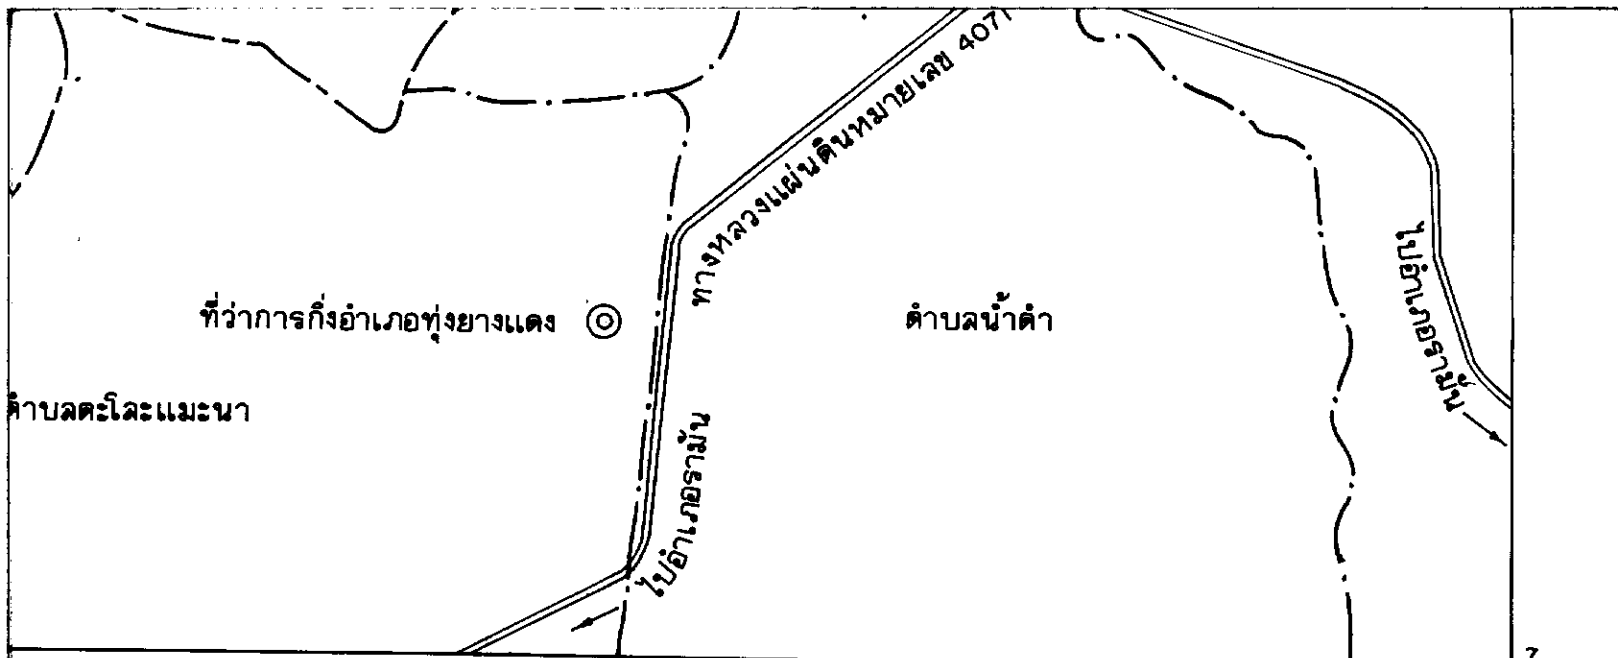 ทางหลวงแผ่นดินหมายเลข 4071
ไปอำเภอรามัน
ที่ว่าการกิ่งอำเภอทุ่งยางแดง
ตำบลน้ำดำ
ตำบลตะโละแมะนา
ไปอำเภอรามัน